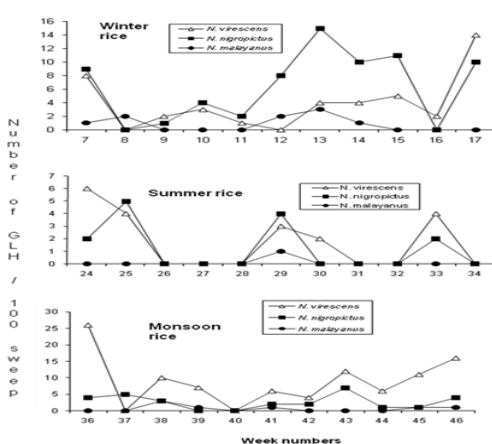 Number of GLH / 100 sweep
Winter
rice
N. virescens
N. nigropictus
N. malayanus
16
14
12
10
8
6
4
2
0
7 8 9 10 11 12 13 14 15 16 17
Summer rice
N. virescens
N. nigropictus
N. malayanus
7
6
5
4
3
2
1
0
24 25 26 27 28 29 30 31 32 33 34
Monsoon
rice
N. virescens
N. nigropictus
N. malayanus
30
25
20
15
10
5
0
36 37 38 39 40 41 42 43 44 45 46
Week numbers